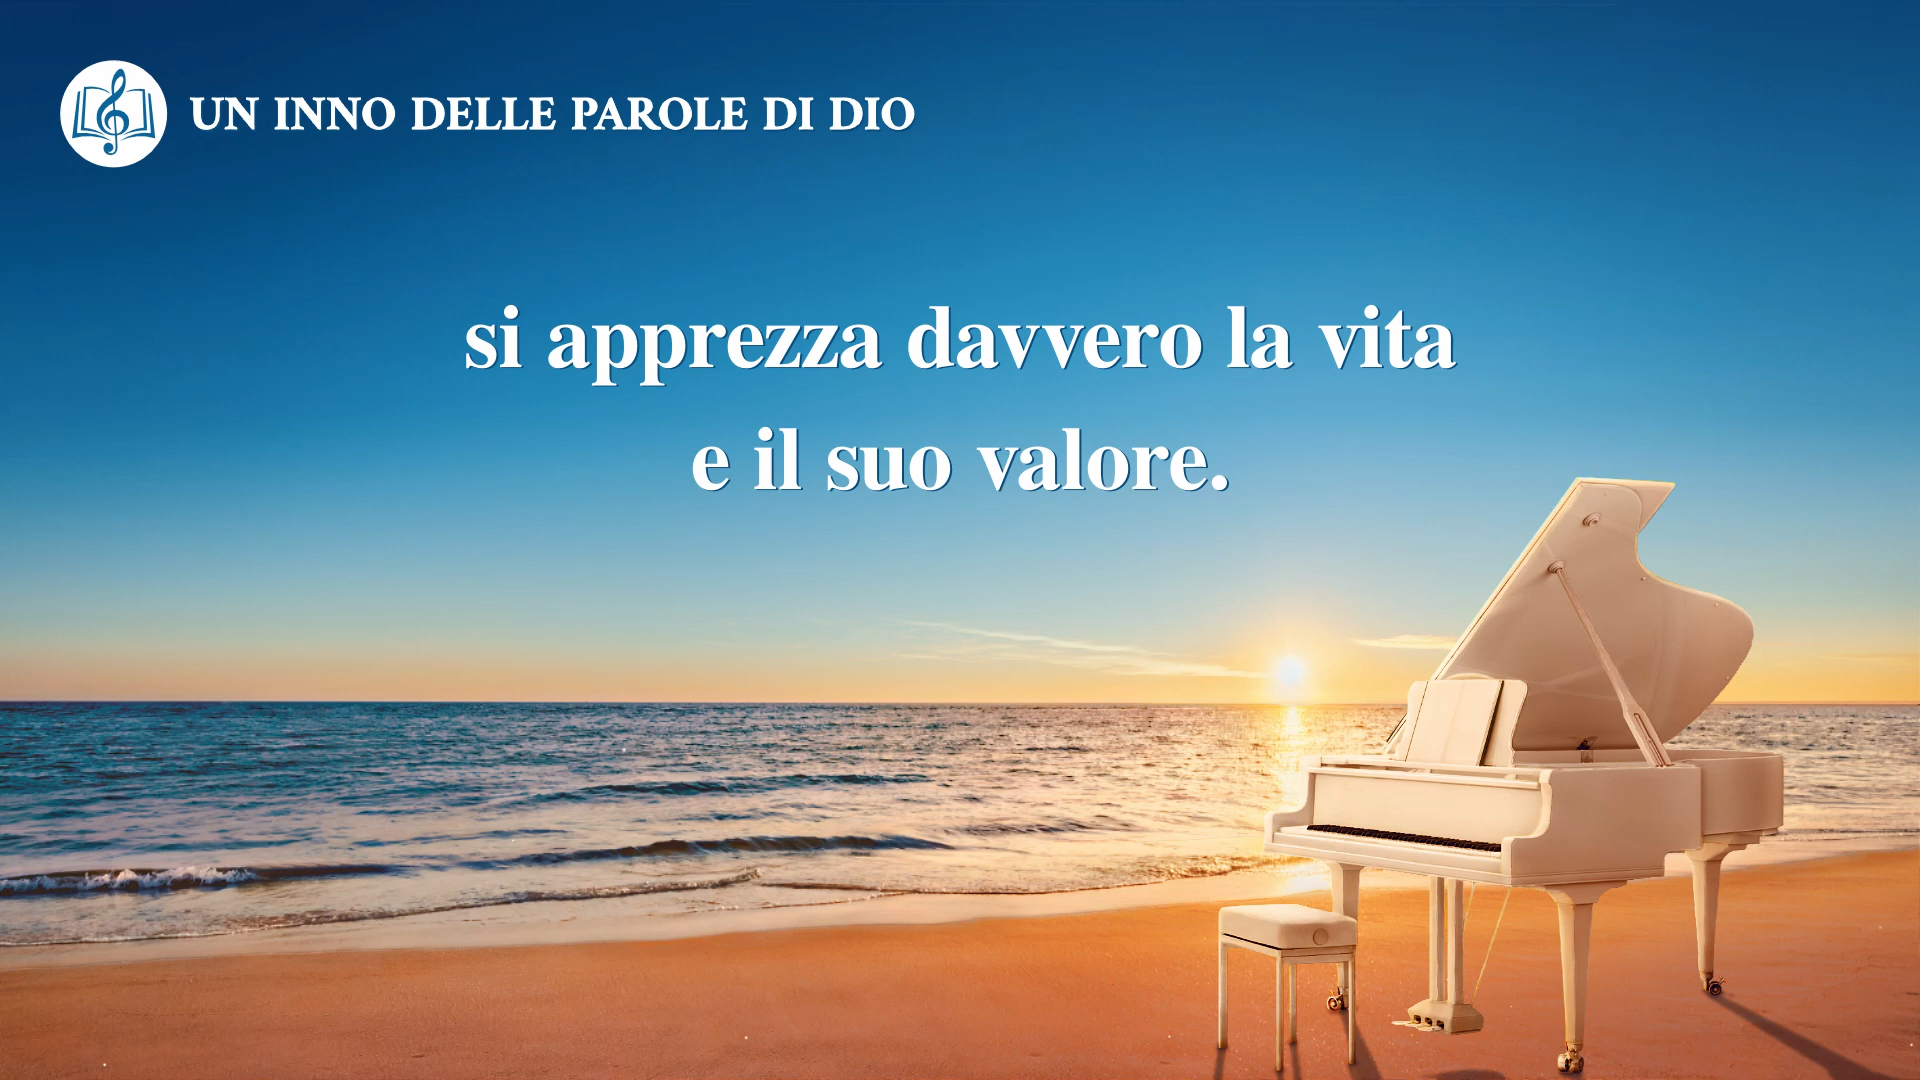 UN INNO DELLE PAROLE DI DIO
si apprezza davvero la vita
e il suo valore.